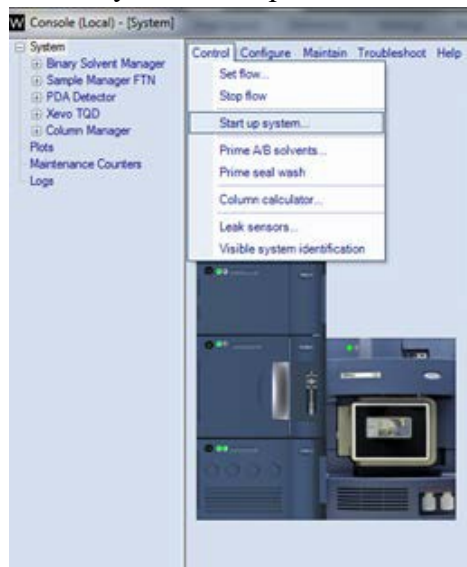 Console (Local) - [System]
System
Binary Solvent Manager
Sample Manager FTN
PDA Detector
Xevo TQD
Column Manager
Plots
Maintenance Counters
Logs
Control Configure Maintain Troubleshoot Help
Set flow...
Stop flow
Start up system...
Prime A/B solvents...
Prime seal wash
Column calculator...
Leak sensors...
Visible system identification